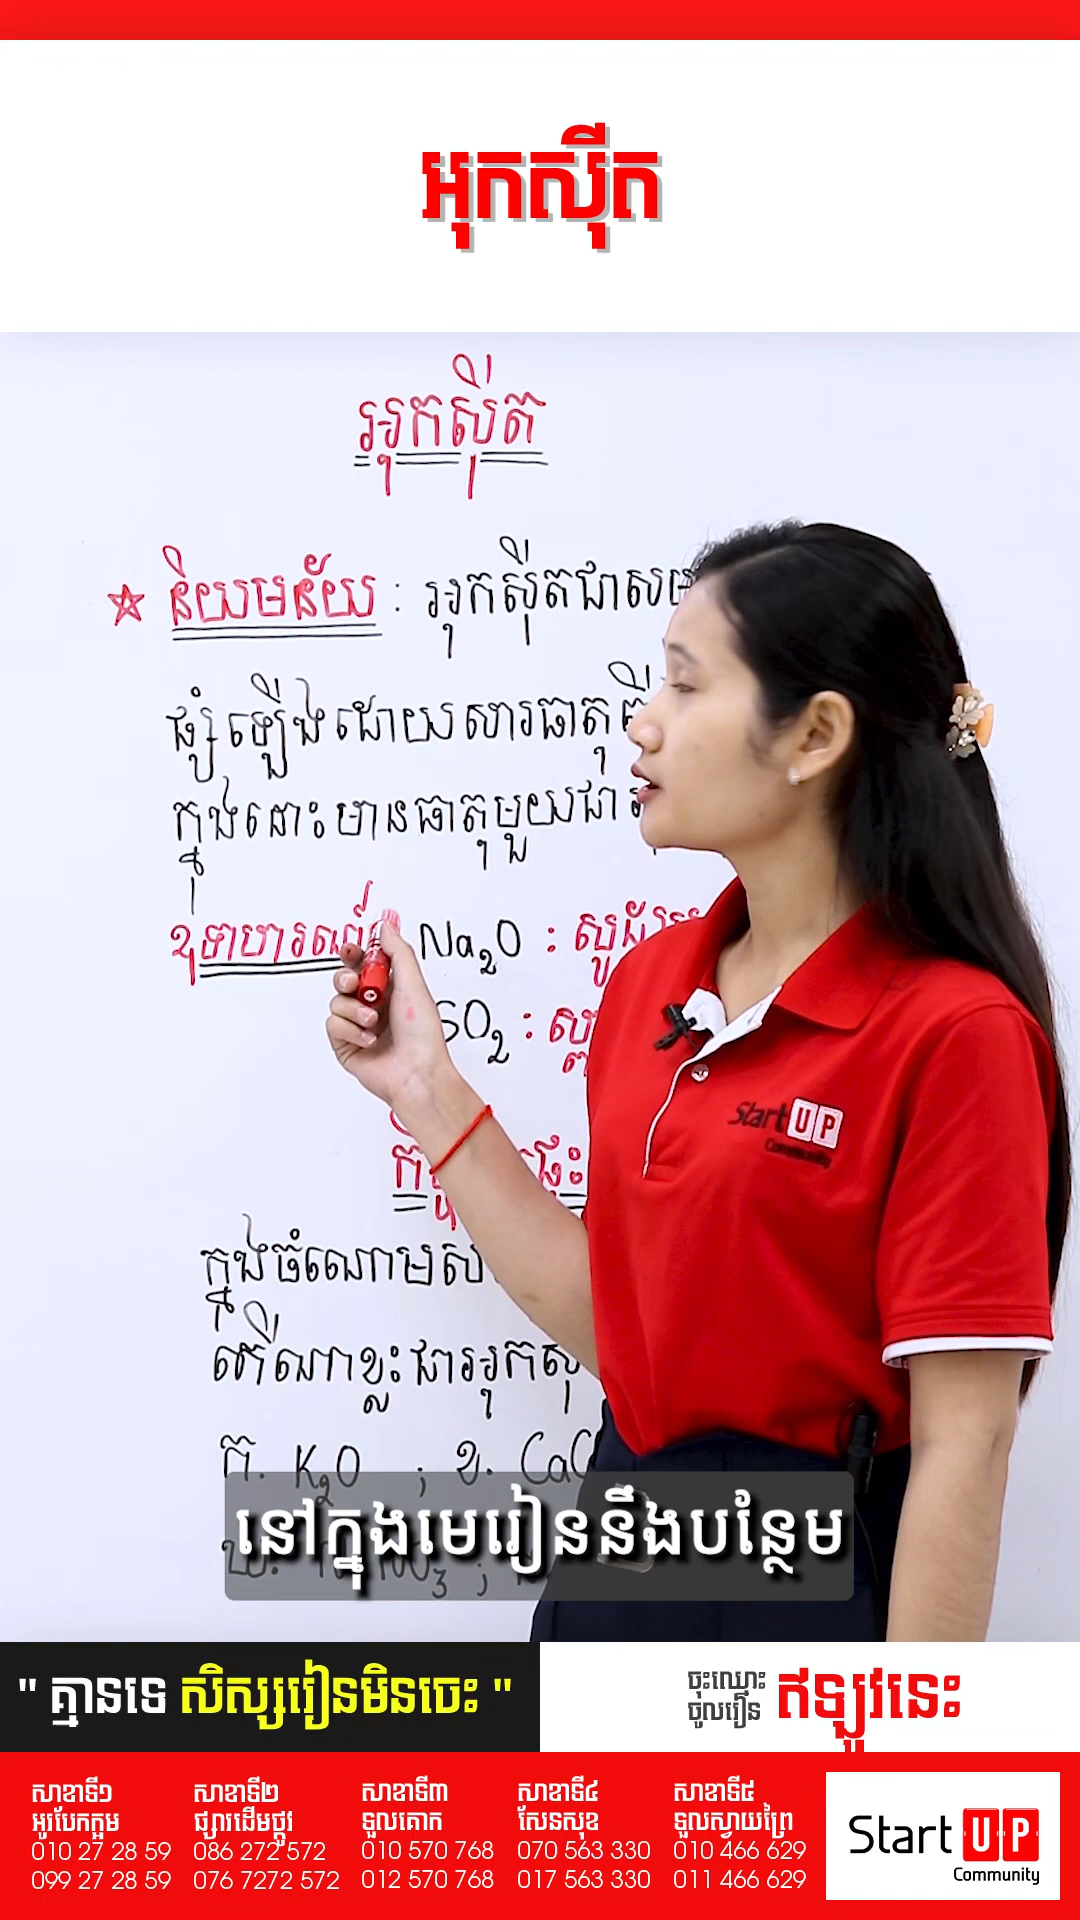 អុកស៊ីត
អុកស៊ីត
និយមន័យ : អុកស៊ីតជាសមា
ផ្សំឡើងដោយសារធាតុពីរ
ក្នុងនោះមានធាតុមួយជា
ឧទាហរណ៍ Na₂O : សូដ្យូម
SO₂ :
ក្នុងចំណោមស
តើណាខ្លះជាអុកស៊ុ
ក. K₂O ; ខ. CaC
នៅក្នុងមេរៀននឹងបន្ថែម
StartUP
Community
" គ្មានទេ សិស្សរៀនមិនចេះ "
ចុះឈ្មោះ
ចូលរៀន ឥឡូវនេះ
សាខាទី១ សាខាទី២ សាខាទី៣ សាខាទី៤ សាខាទី៥
អូរបែកក្អម ផ្សារដើមថ្កូវ ទួលគោក សែនសុខ ទួលស្វាយព្រៃ
010 27 28 59 086 272 572 010 570 768 070 563 330 010 466 629
099 27 28 59 076 7272 572 012 570 768 017 563 330 011 466 629
Start UP
Community